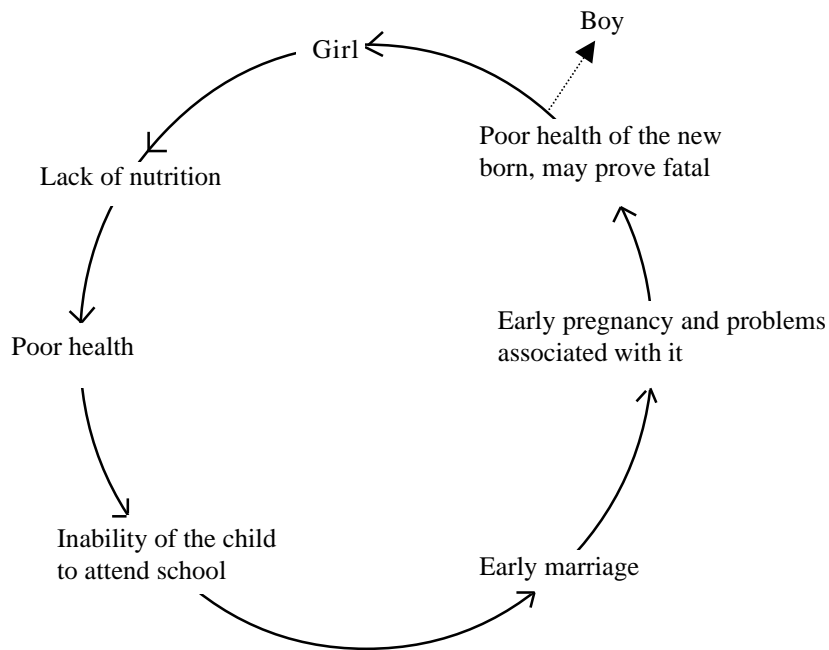 Boy
Girl
Poor health of the new
born, may prove fatal
Lack of nutrition
Early pregnancy and problems
associated with it
Poor health
Inability of the child
to attend school
Early marriage